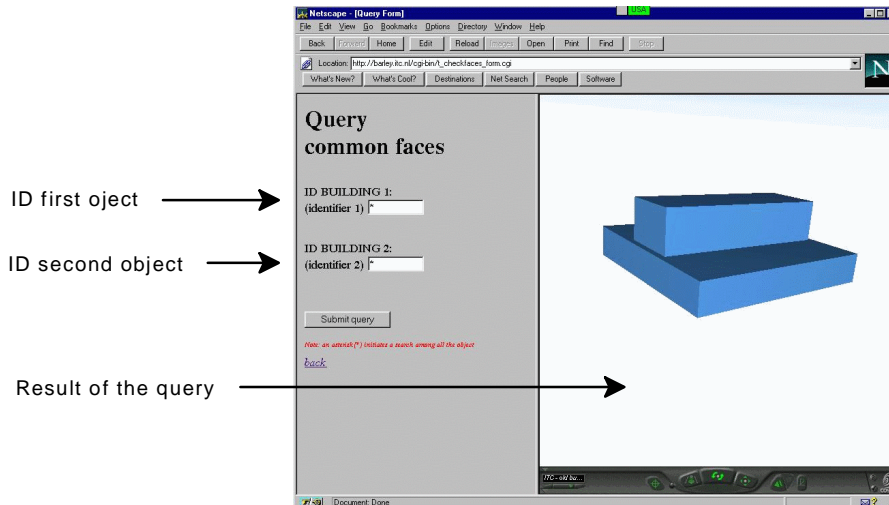 Netscape - [Query Form]
USA
File Edit View Go Bookmarks Options Directory Window Help
Back Forward Home Edit Reload Images Open Print Find Stop
Location: http://barley.itc.nl/cgi-bin/t_checkfaces_form.cgi
N
What's New? What's Cool? Destinations Net Search People Software
Query
common faces
ID BUILDING 1:
ID first oject
(identifier 1) *
ID BUILDING 2:
ID second object
(identifier 2) *
Submit query
Note: an asterisk(*) initiates a search among all the object
back
Result of the query
ITC - old bu...
Document: Done